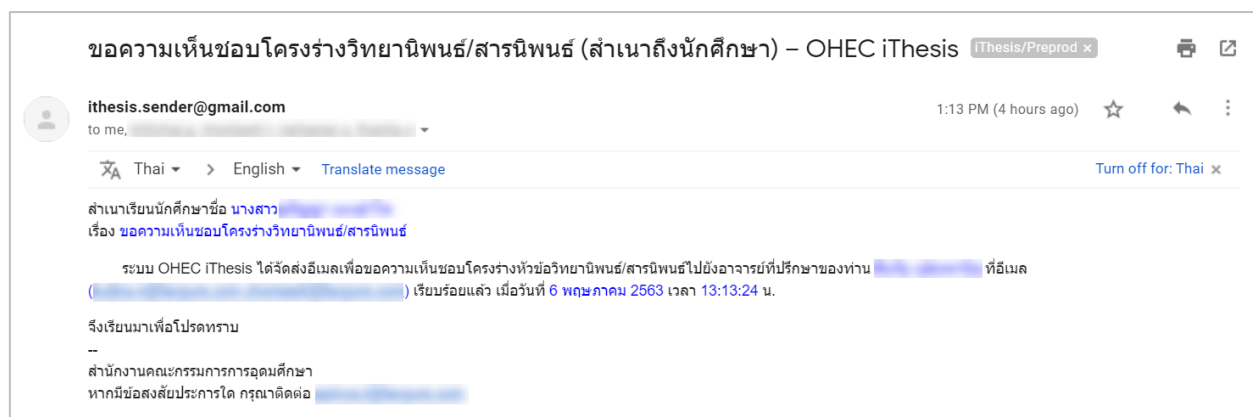 ขอความเห็นชอบโครงร่างวิทยานิพนธ์/สารนิพนธ์ (สำเนาถึงนักศึกษา) – OHEC iThesis iThesis/Preprod x
ithesis.sender@gmail.com 1:13 PM (4 hours ago)
to me,
Thai > English Translate message Turn off for: Thai x
สำเนาเรียนนักศึกษาชื่อ นางสาว
เรื่อง ขอความเห็นชอบโครงร่างวิทยานิพนธ์/สารนิพนธ์
ระบบ OHEC iThesis ได้จัดส่งอีเมลเพื่อขอความเห็นชอบโครงร่างหัวข้อวิทยานิพนธ์/สารนิพนธ์ไปยังอาจารย์ที่ปรึกษาของท่าน ที่อีเมล
( ) เรียบร้อยแล้ว เมื่อวันที่ 6 พฤษภาคม 2563 เวลา 13:13:24 น.
จึงเรียนมาเพื่อโปรดทราบ
--
สำนักงานคณะกรรมการการอุดมศึกษา
หากมีข้อสงสัยประการใด กรุณาติดต่อ